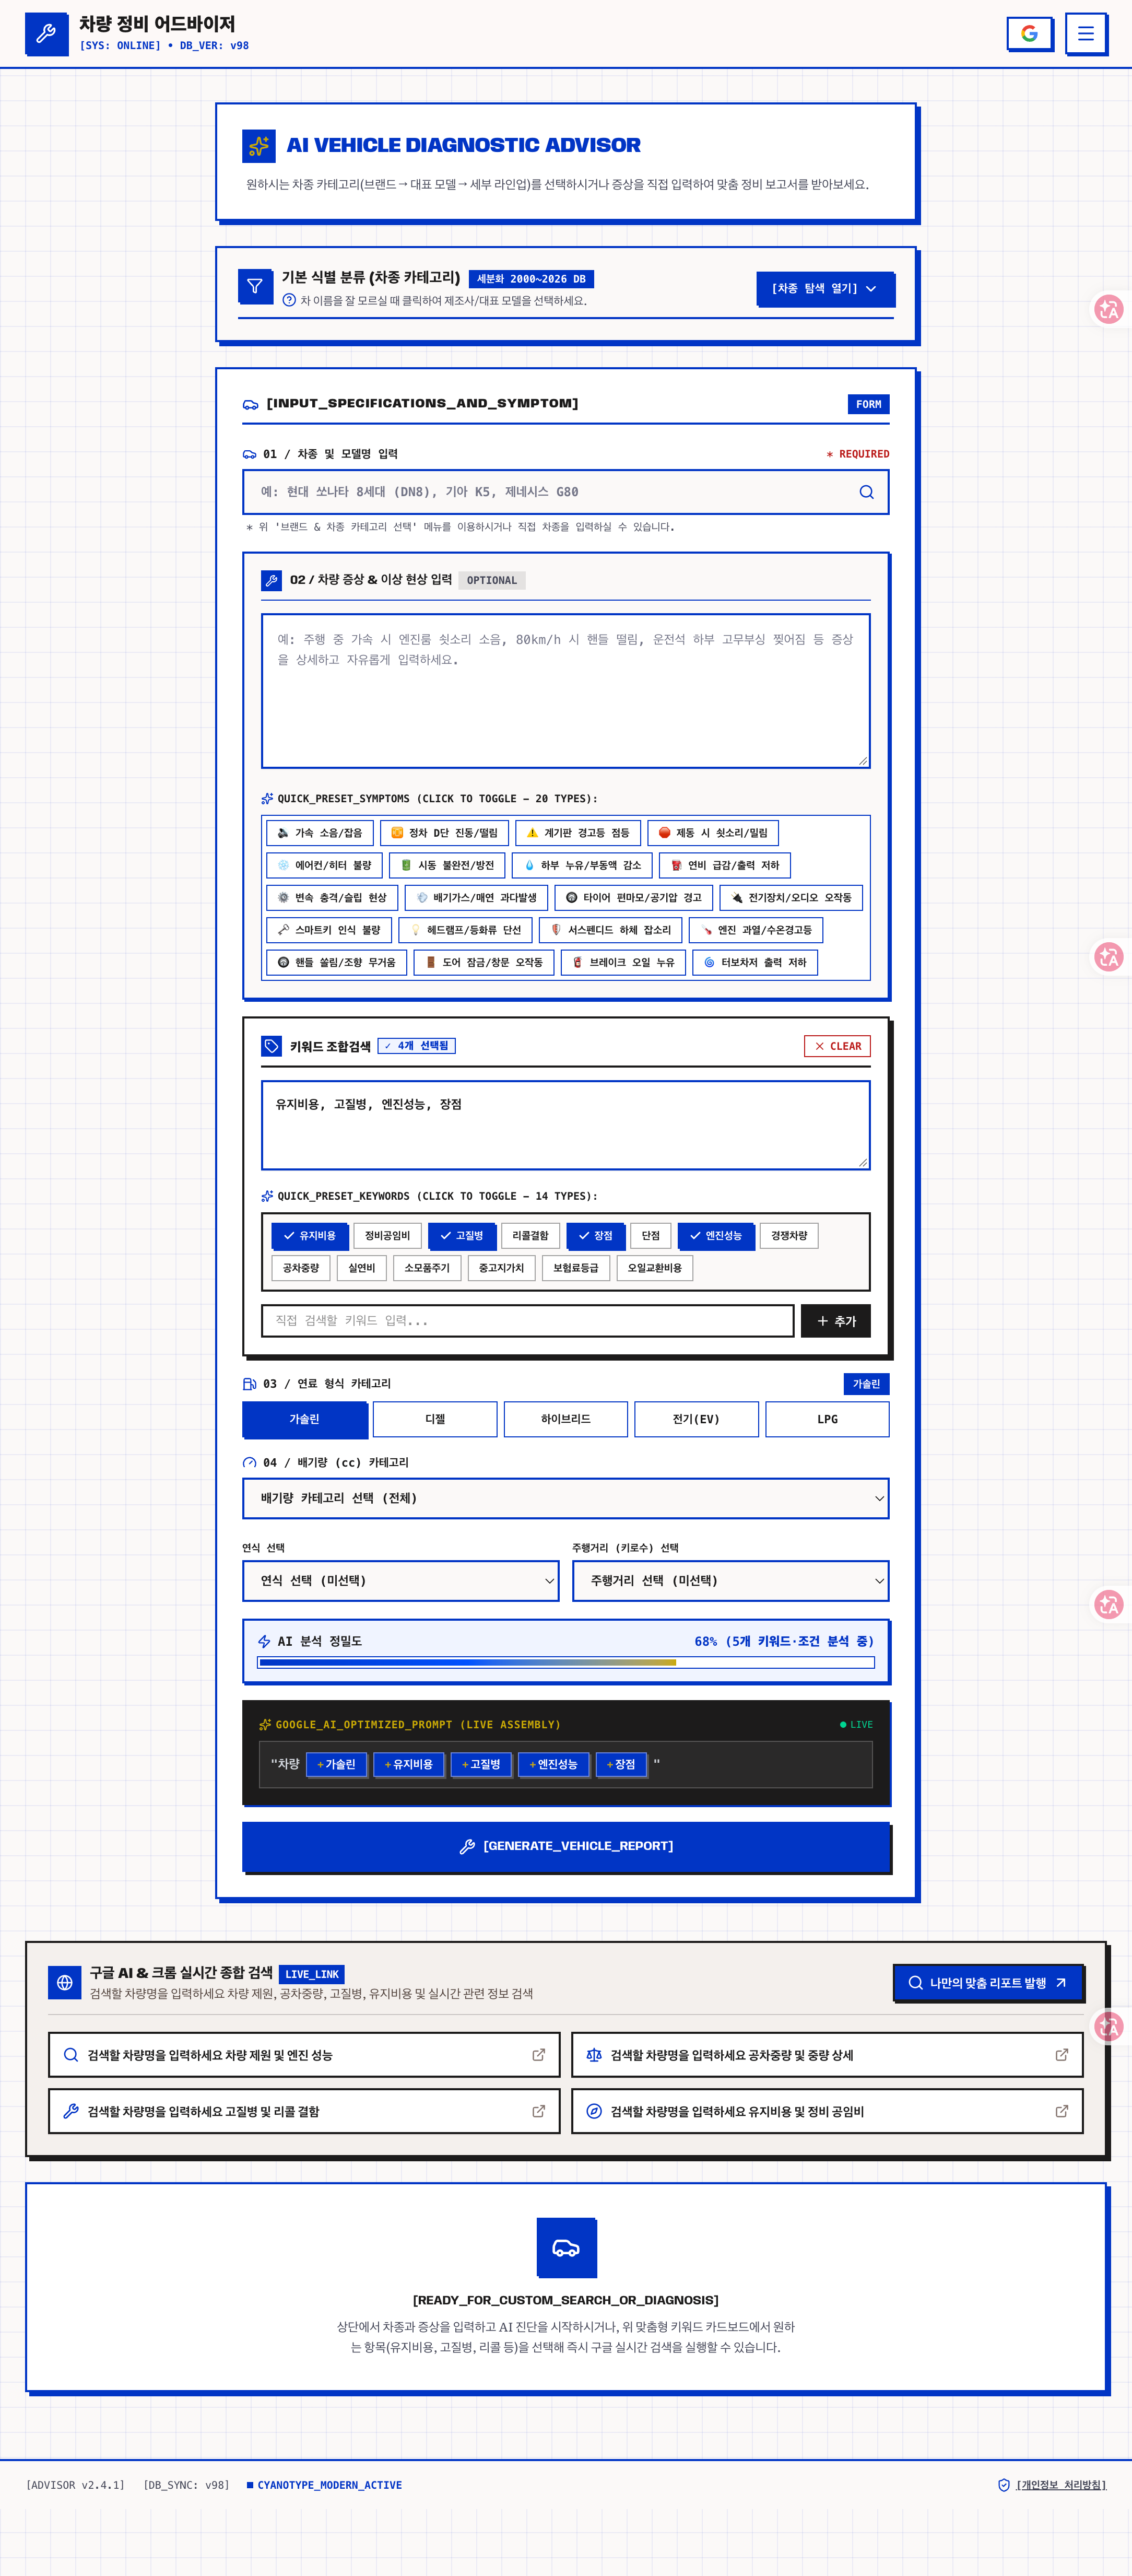 차량 정비 어드바이저
[SYS: ONLINE] • DB_VER: v98
AI VEHICLE DIAGNOSTIC ADVISOR
원하시는 차종 카테고리(브랜드 → 대표 모델 → 세부 라인업)를 선택하시거나 증상을 직접 입력하여 맞춤 정비 보고서를 받아보세요.
기본 식별 분류 (차종 카테고리) 세분화 2000~2026 DB
차 이름을 잘 모르실 때 클릭하여 제조사/대표 모델을 선택하세요.
[차종 탐색 열기]
[INPUT_SPECIFICATIONS_AND_SYMPTOM] FORM
01 / 차종 및 모델명 입력 * REQUIRED
예: 현대 쏘나타 8세대 (DN8), 기아 K5, 제네시스 G80
* 위 '브랜드 & 차종 카테고리 선택' 메뉴를 이용하시거나 직접 차종을 입력하실 수 있습니다.
02 / 차량 증상 & 이상 현상 입력 OPTIONAL
예: 주행 중 가속 시 엔진룸 쇳소리 소음, 80km/h 시 핸들 떨림, 운전석 하부 고무부싱 찢어짐 등 증상
을 상세하고 자유롭게 입력하세요.
QUICK_PRESET_SYMPTOMS (CLICK TO TOGGLE — 20 TYPES):
🔈 가속 소음/잡음 정차 D단 진동/떨림 ⚠️ 계기판 경고등 점등 🛑 제동 시 쇳소리/밀림
❄️ 에어컨/히터 불량 🔋 시동 불완전/방전 💧 하부 누유/부동액 감소 연비 급감/출력 저하
⚙️ 변속 충격/슬립 현상 💨 배기가스/매연 과다발생 타이어 편마모/공기압 경고 🔌 전기장치/오디오 오작동
🗝️ 스마트키 인식 불량 💡 헤드램프/등화류 단선 서스펜디드 하체 잡소리 🌡️ 엔진 과열/수온경고등
핸들 쏠림/조향 무거움 🚪 도어 잠금/창문 오작동 브레이크 오일 누유 🌀 터보차저 출력 저하
키워드 조합검색 ✓ 4개 선택됨 CLEAR
유지비용, 고질병, 엔진성능, 장점
QUICK_PRESET_KEYWORDS (CLICK TO TOGGLE — 14 TYPES):
유지비용 정비공임비 고질병 리콜결함 장점 단점 엔진성능 경쟁차량
공차중량 실연비 소모품주기 중고지가치 보험료등급 오일교환비용
직접 검색할 키워드 입력... + 추가
03 / 연료 형식 카테고리 가솔린
가솔린 디젤 하이브리드 전기(EV) LPG
04 / 배기량 (cc) 카테고리
배기량 카테고리 선택 (전체)
연식 선택 주행거리 (키로수) 선택
연식 선택 (미선택) 주행거리 선택 (미선택)
AI 분석 정밀도 68% (5개 키워드·조건 분석 중)
GOOGLE_AI_OPTIMIZED_PROMPT (LIVE ASSEMBLY) LIVE
"차량 +가솔린 +유지비용 +고질병 +엔진성능 +장점 "
[GENERATE_VEHICLE_REPORT]
구글 AI & 크롬 실시간 종합 검색 LIVE_LINK
검색할 차량명을 입력하세요 차량 제원, 공차중량, 고질병, 유지비용 및 실시간 관련 정보 검색
나만의 맞춤 리포트 발행
검색할 차량명을 입력하세요 차량 제원 및 엔진 성능
검색할 차량명을 입력하세요 공차중량 및 중량 상세
검색할 차량명을 입력하세요 고질병 및 리콜 결함
검색할 차량명을 입력하세요 유지비용 및 정비 공임비
[READY_FOR_CUSTOM_SEARCH_OR_DIAGNOSIS]
상단에서 차종과 증상을 입력하고 AI 진단을 시작하시거나, 위 맞춤형 키워드 카드보드에서 원하
는 항목(유지비용, 고질병, 리콜 등)을 선택해 즉시 구글 실시간 검색을 실행할 수 있습니다.
[ADVISOR v2.4.1] [DB_SYNC: v98] CYANOTYPE_MODERN_ACTIVE [개인정보 처리방침]